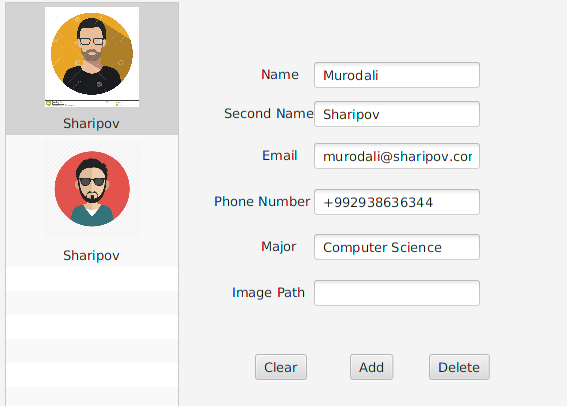 Sharipov
Sharipov
Name Murodali
Second Name Sharipov
Email murodali@sharipov.com
Phone Number +992938636344
Major Computer Science
Image Path
Clear Add Delete